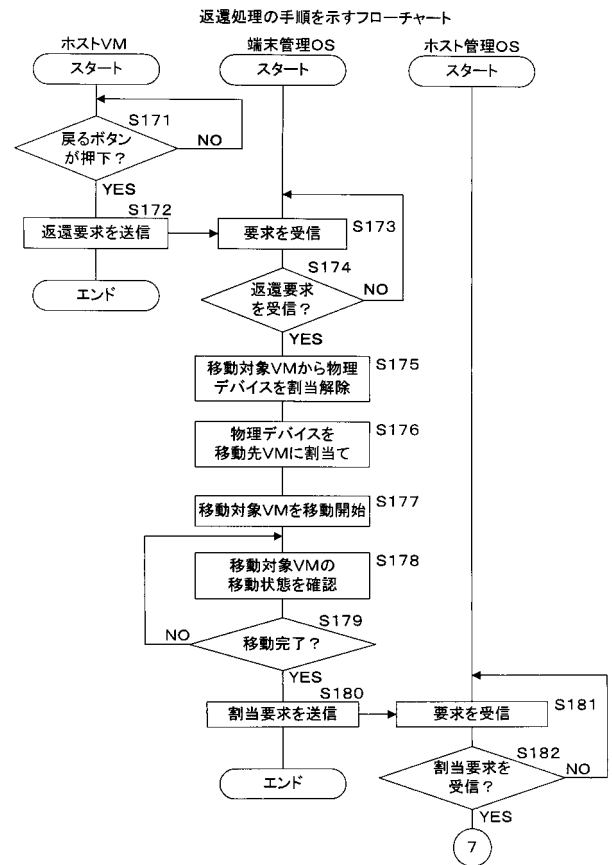 返還処理の手順を示すフローチャート
ホストVM
スタート
S171
戻るボタン
が押下？
NO
YES
S172
返還要求を送信
エンド
端末管理OS
スタート
要求を受信
S173
S174
返還要求
を受信？
NO
YES
移動対象VMから物理
デバイスを割当解除
S175
物理デバイスを
移動先VMに割当て
S176
移動対象VMを移動開始
S177
移動対象VMの
移動状態を確認
S178
S179
移動完了？
NO
YES
S180
割当要求を送信
エンド
ホスト管理OS
スタート
要求を受信
S181
S182
割当要求を
受信？
NO
YES
7